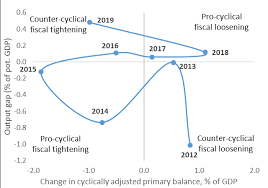 Counter-cyclical
fiscal tightening
Pro-cyclical
fiscal loosening
2019
2016
2017
2018
2015
2013
2014
2012
Pro-cyclical
fiscal tightening
Counter-cyclical
fiscal loosening
Output gap (% of pot. GDP)
0.6
0.4
0.2
0.0
-0.2
-0.4
-0.6
-0.8
-1.0
-1.2
-2.0
-1.0
0.0
1.0
2.0
Change in cyclically adjusted primary balance, % of GDP